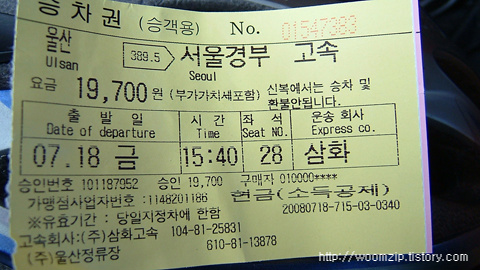 승차권 (승객용) No. 01547383
울산 389.5 서울경부 고속
Ulsan Seoul
요금 19,700원 (부가가치세포함) 신복에서는 승차 및
환불안됩니다.
출발일 시간 좌석 운송회사
Date of departure Time Seat NO. Express co.
07.18 금 15:40 28 삼화
승인번호 101187952 승인 19,700 구매자 010000****
가맹점사업자번호 :1148201186 현금(소득공제)
※유효기간 : 당일지정차에 한함 20080718-715-03-0340
고속회사:(주)삼화고속 104-81-25831
(주)울산정류장 610-81-13878
http://woomzip.tistory.com